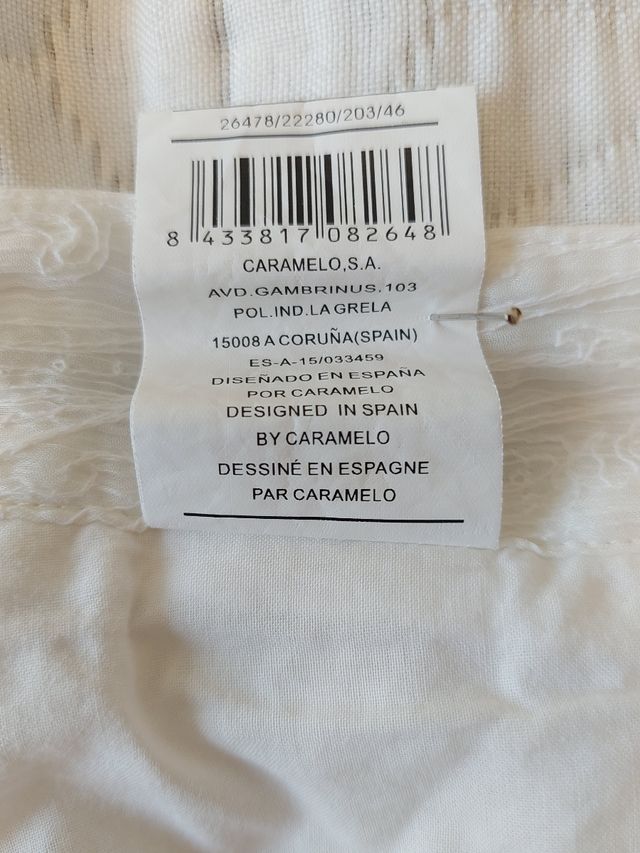 26478/22280/203/46
8 433817 082648
CARAMELO,S.A.
AVD.GAMBRINUS.103
POL.IND.LA GRELA
15008 A CORUÑA(SPAIN)
ES-A-15/033459
DISEÑADO EN ESPAÑA
POR CARAMELO
DESIGNED IN SPAIN
BY CARAMELO
DESSINÉ EN ESPAGNE
PAR CARAMELO